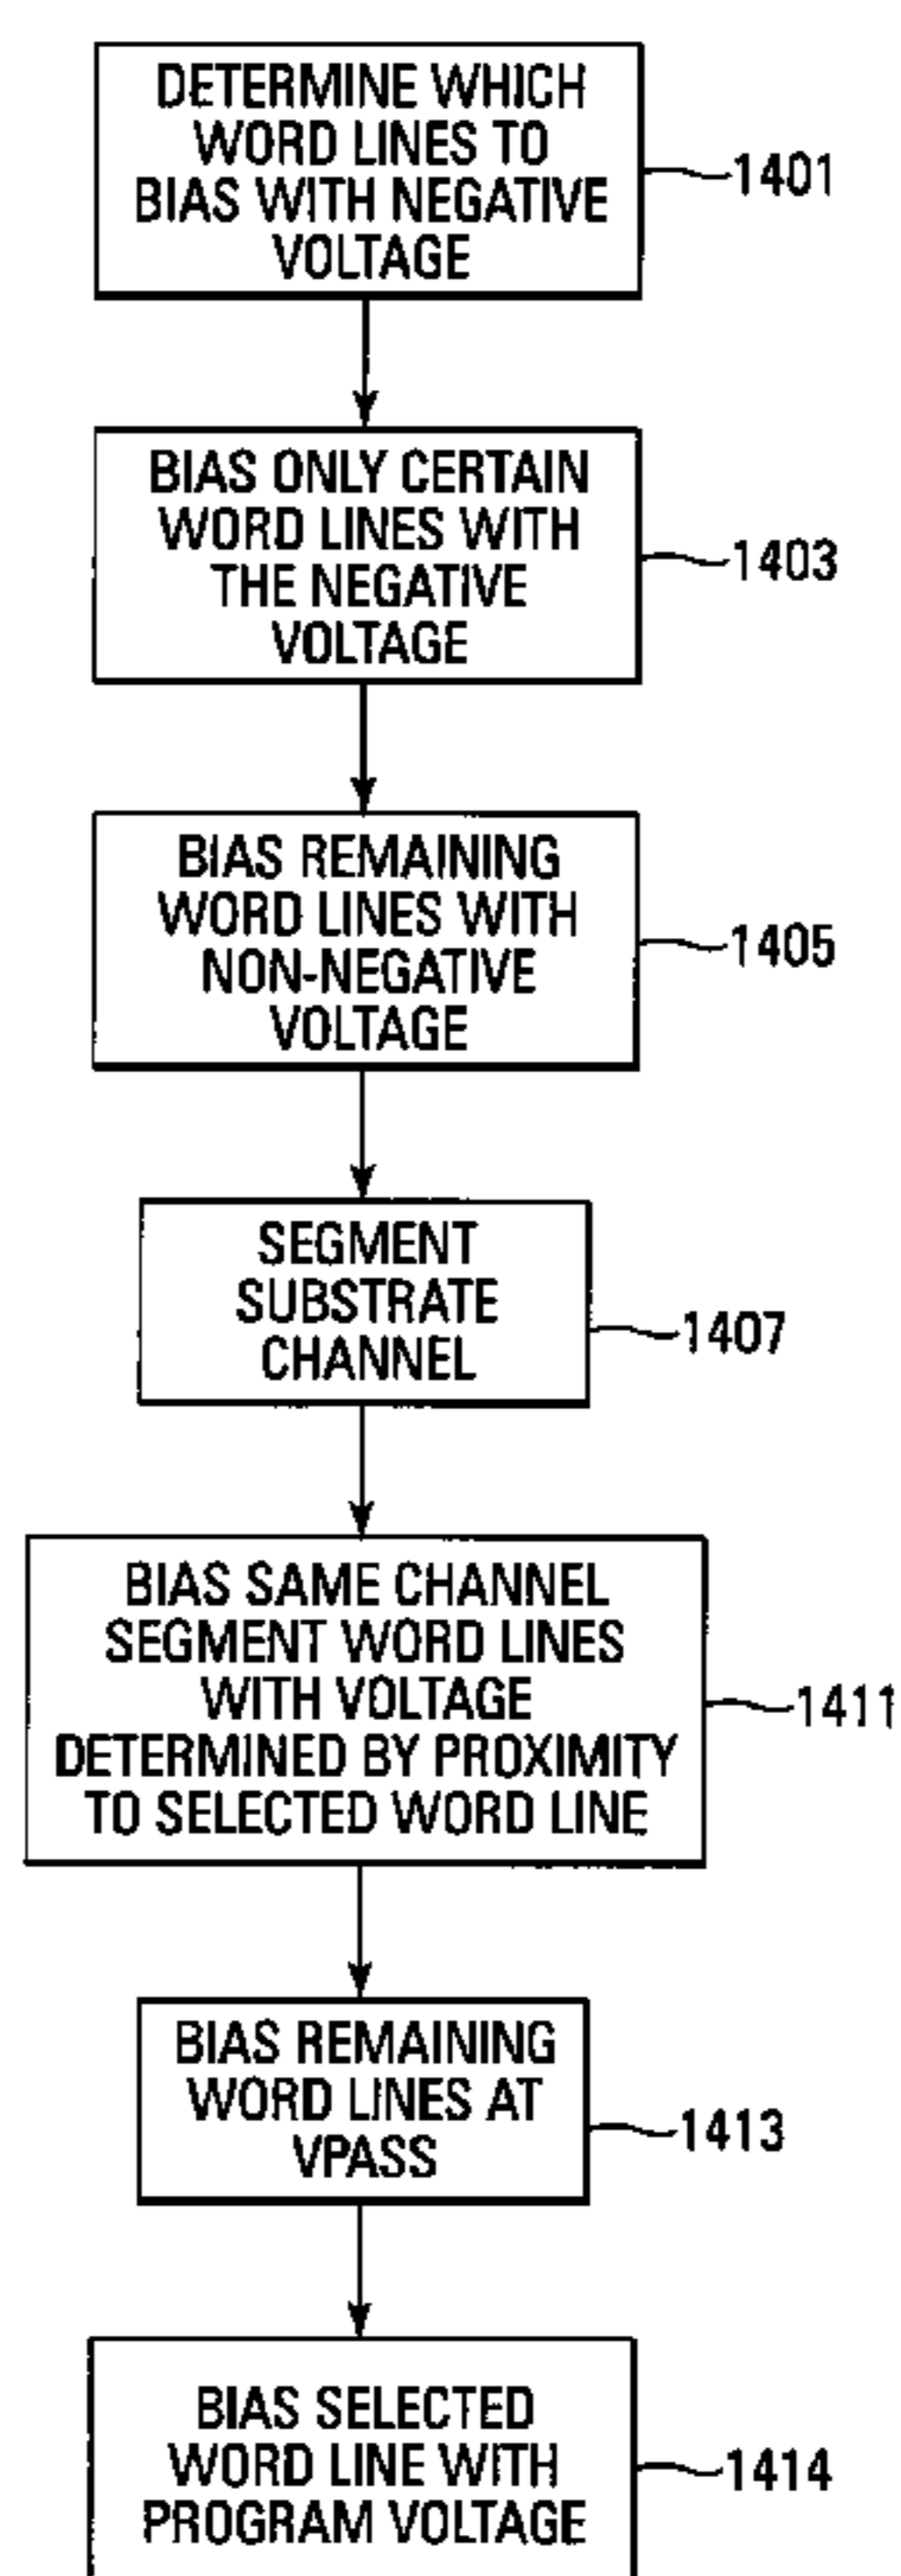 DETERMINE WHICH
WORD LINES TO
BIAS WITH NEGATIVE
VOLTAGE
1401
BIAS ONLY CERTAIN
WORD LINES WITH
THE NEGATIVE
VOLTAGE
1403
BIAS REMAINING
WORD LINES WITH
NON-NEGATIVE
VOLTAGE
1405
SEGMENT
SUBSTRATE
CHANNEL
1407
BIAS SAME CHANNEL
SEGMENT WORD LINES
WITH VOLTAGE
DETERMINED BY PROXIMITY
TO SELECTED WORD LINE
1411
BIAS REMAINING
WORD LINES AT
VPASS
1413
BIAS SELECTED
WORD LINE WITH
PROGRAM VOLTAGE
1414